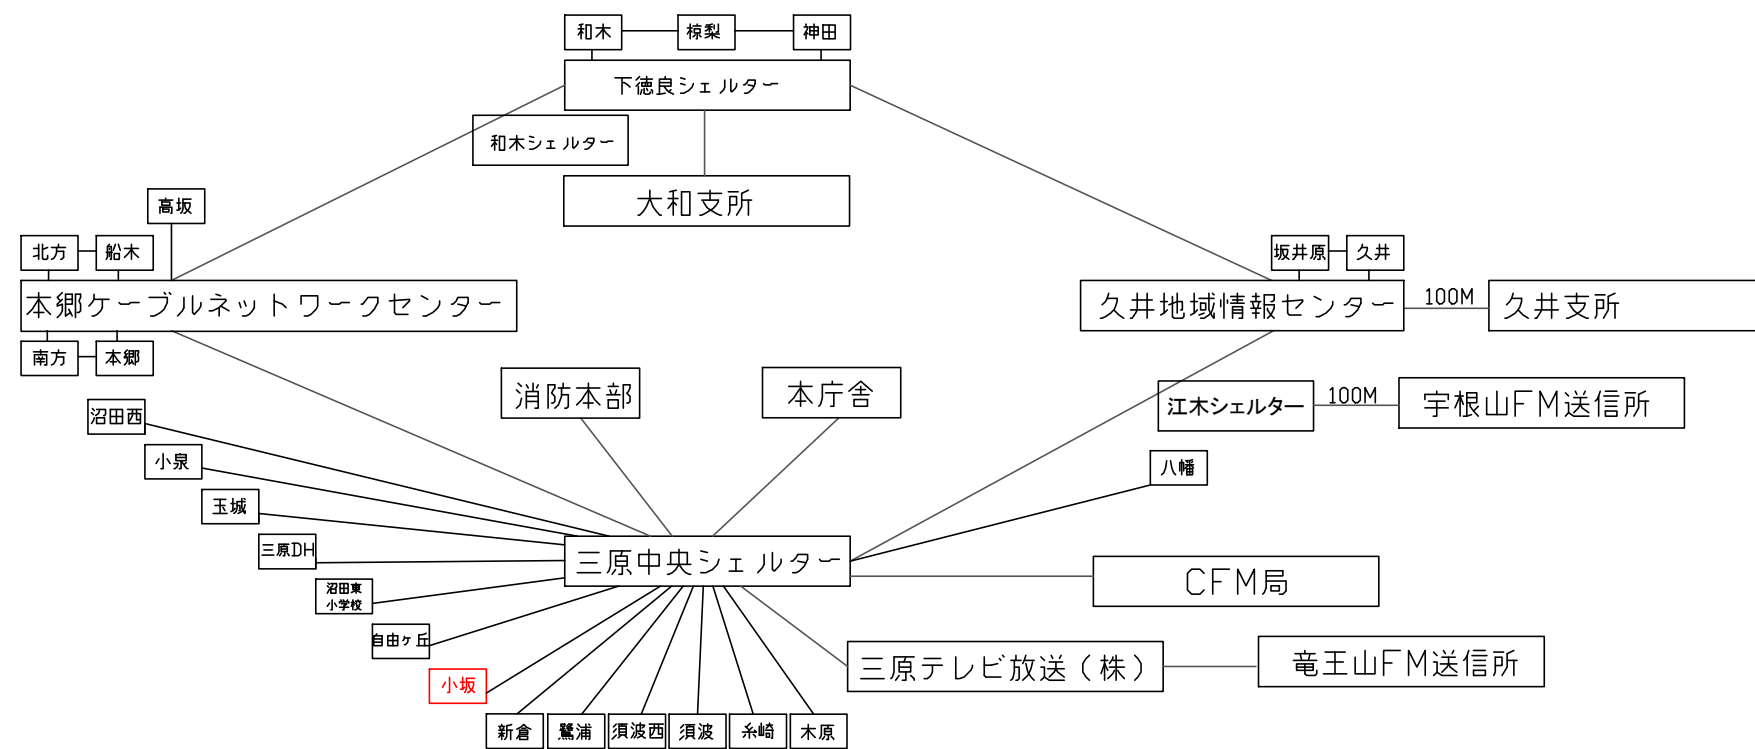 和木
椋梨
神田
下徳良シェルター
和木シェルター
大和支所
高坂
北方
船木
本郷ケーブルネットワークセンター
南方
本郷
坂井原
久井
久井地域情報センター
100M
久井支所
消防本部
本庁舎
江木シェルター
100M
宇根山FM送信所
沼田西
小泉
玉城
三原DH
沼田東
小学校
自由ヶ丘
小坂
八幡
三原中央シェルター
CFM局
三原テレビ放送(株)
竜王山FM送信所
新倉
鷺浦
須波西
須波
糸崎
木原